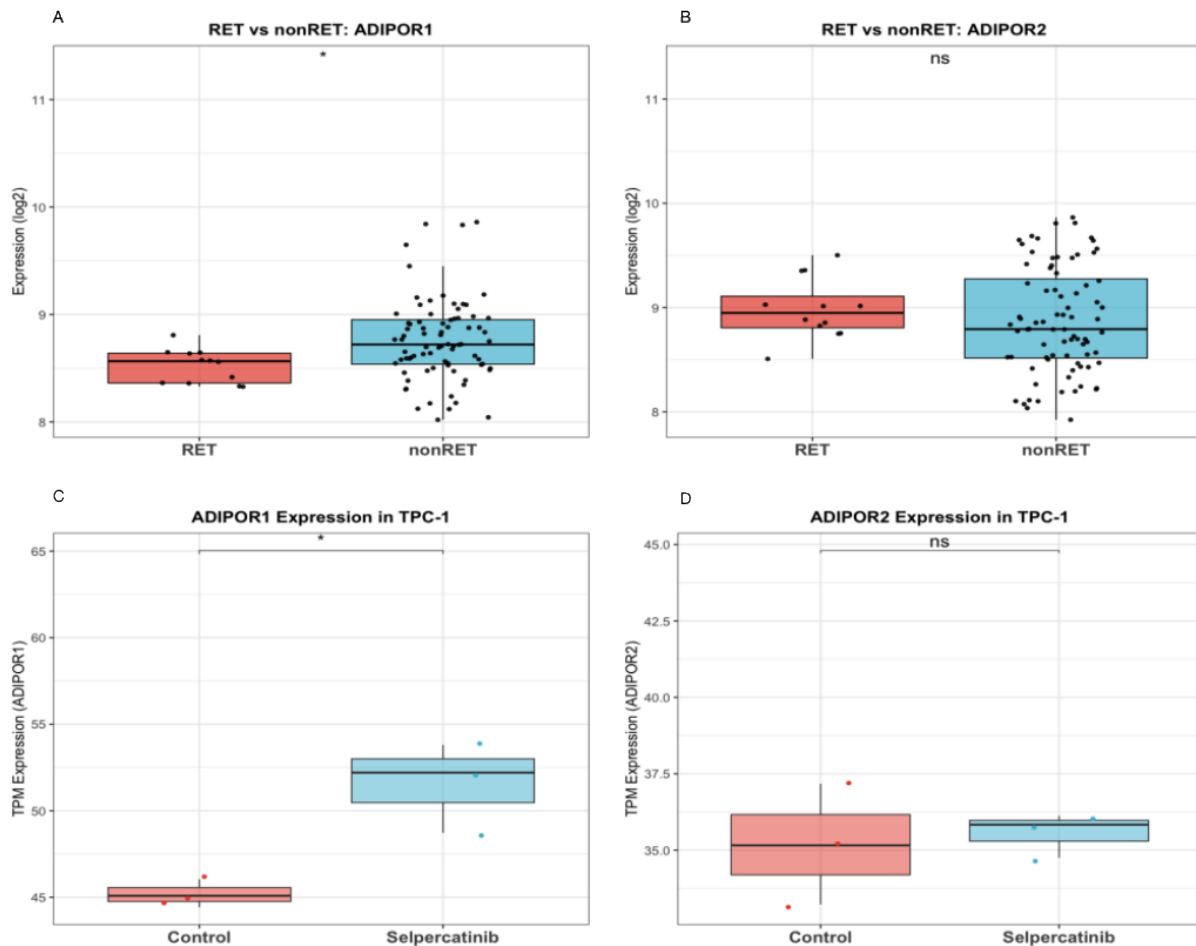 A
RET vs nonRET: ADIPOR1
*
11
10
9
8
Expression (log2)
RET
nonRET
B
RET vs nonRET: ADIPOR2
ns
11
10
9
8
Expression (log2)
RET
nonRET
C
ADIPOR1 Expression in TPC-1
*
65
60
55
50
45
TPM Expression (ADIPOR1)
Control
Selpercatinib
D
ADIPOR2 Expression in TPC-1
ns
45.0
42.5
40.0
37.5
35.0
TPM Expression (ADIPOR2)
Control
Selpercatinib